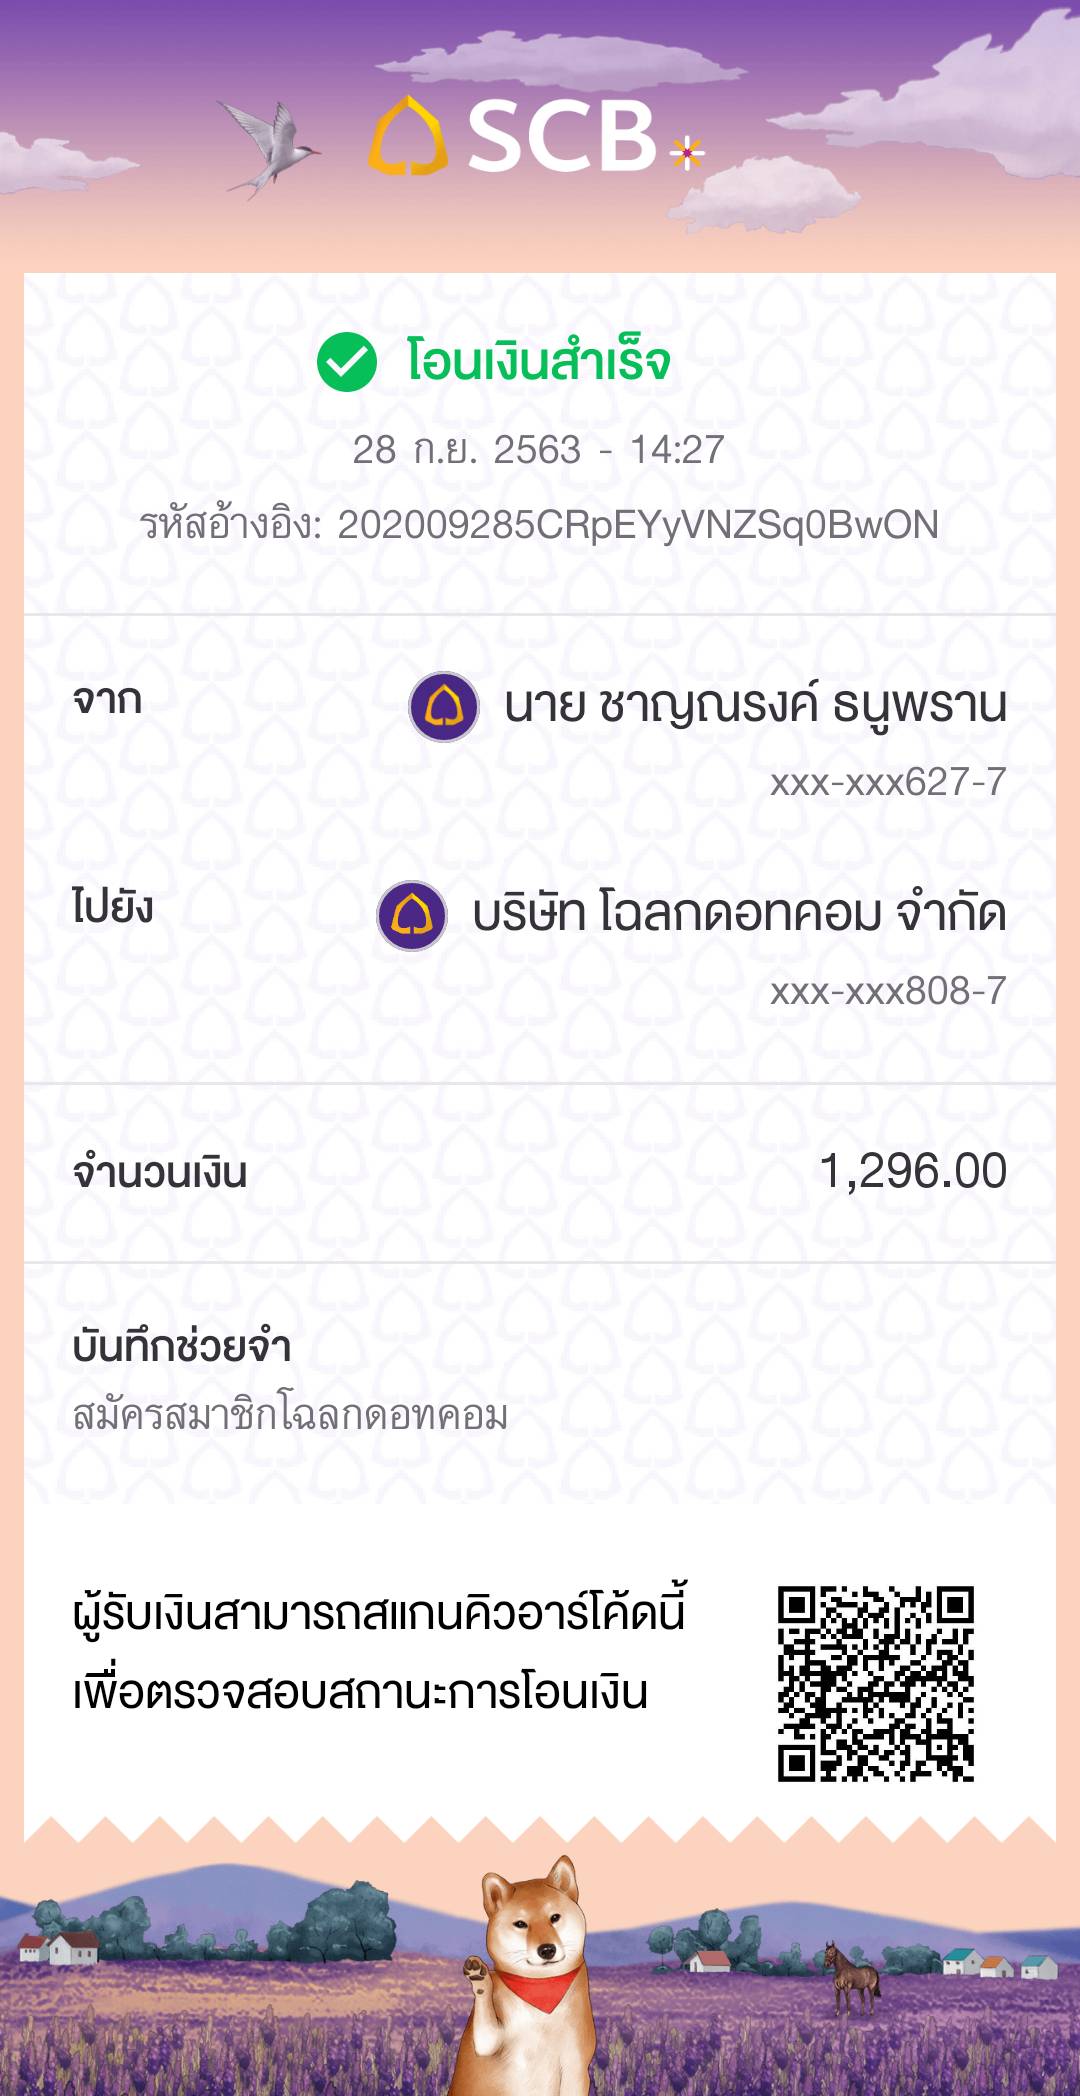 SCB
โอนเงินสำเร็จ
28 ก.ย. 2563 - 14:27
รหัสอ้างอิง: 202009285CRpEYyVNZSq0BwON
จาก
นาย ชาญณรงค์ ธนูพราน
xxx-xxx627-7
ไปยัง
บริษัท โฉลกดอทคอม จำกัด
xxx-xxx808-7
จำนวนเงิน 1,296.00
บันทึกช่วยจำ
สมัครสมาชิกโฉลกดอทคอม
ผู้รับเงินสามารถสแกนคิวอาร์โค้ดนี้
เพื่อตรวจสอบสถานะการโอนเงิน